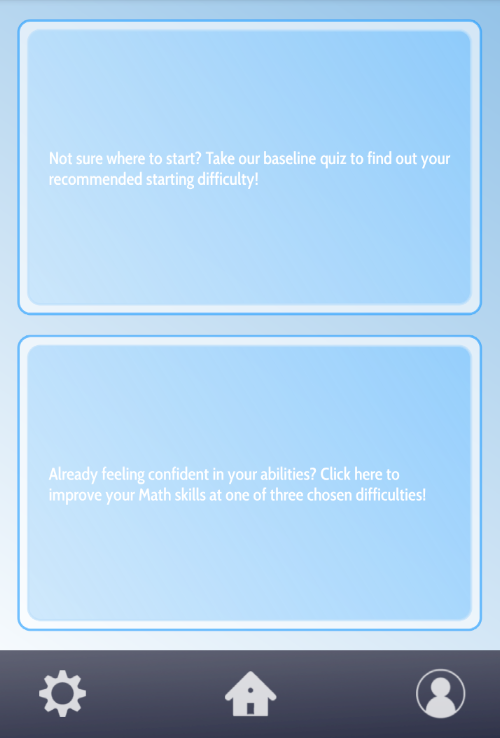 Not sure where to start? Take our baseline quiz to find out your
recommended starting difficulty!
Already feeling confident in your abilities? Click here to
improve your Math skills at one of three chosen difficulties!